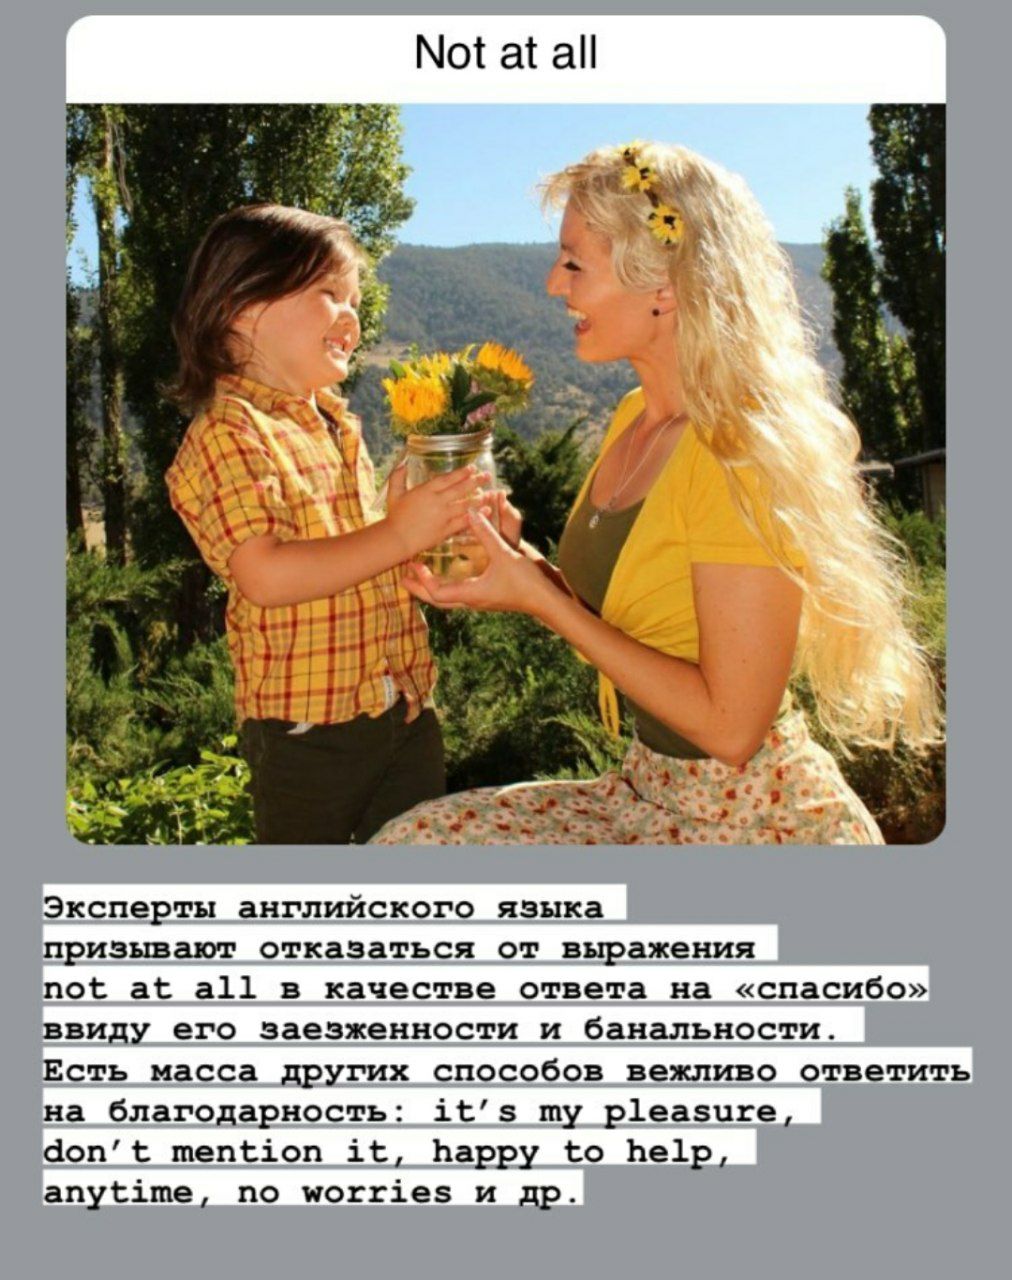 Not at all
Эксперты английского языка
призывают отказаться от выражения
not at all в качестве ответа на «спасибо»
ввиду его заезженности и банальности.
Есть масса других способов вежливо ответить
на благодарность: it’s my pleasure,
don’t mention it, happy to help,
anytime, no worries и др.